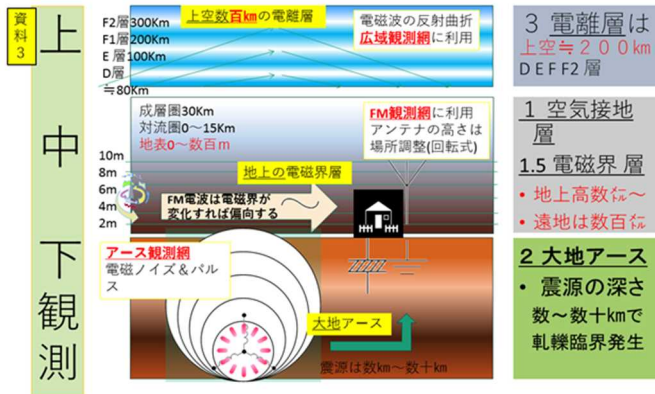 資料3
上
中
下
観
測
F2層300Km
F1層200Km
E層100Km
D層
≒80Km
上空数百㎞の電離層
電磁波の反射曲折
広域観測網に利用
成層圏30Km
対流圏0～15Km
地表0～数百m
10m
8m
6m
4m
2m
FM観測網に利用
アンテナの高さは
場所調整(回転式)
地上の電磁界層
FM電波は電磁界が
変化すれば偏向する
アース観測網
電磁ノイズ&パル
ス
大地アース
震源は数km～数十km
3 電離層は
上空≒200㎞
DEFF2層
1 空気接地
層
1.5 電磁界 層
• 地上高数㍍～
• 遠地は数百㍍
2 大地アース
• 震源の深さ
数～数十kmで
軋轢臨界発生